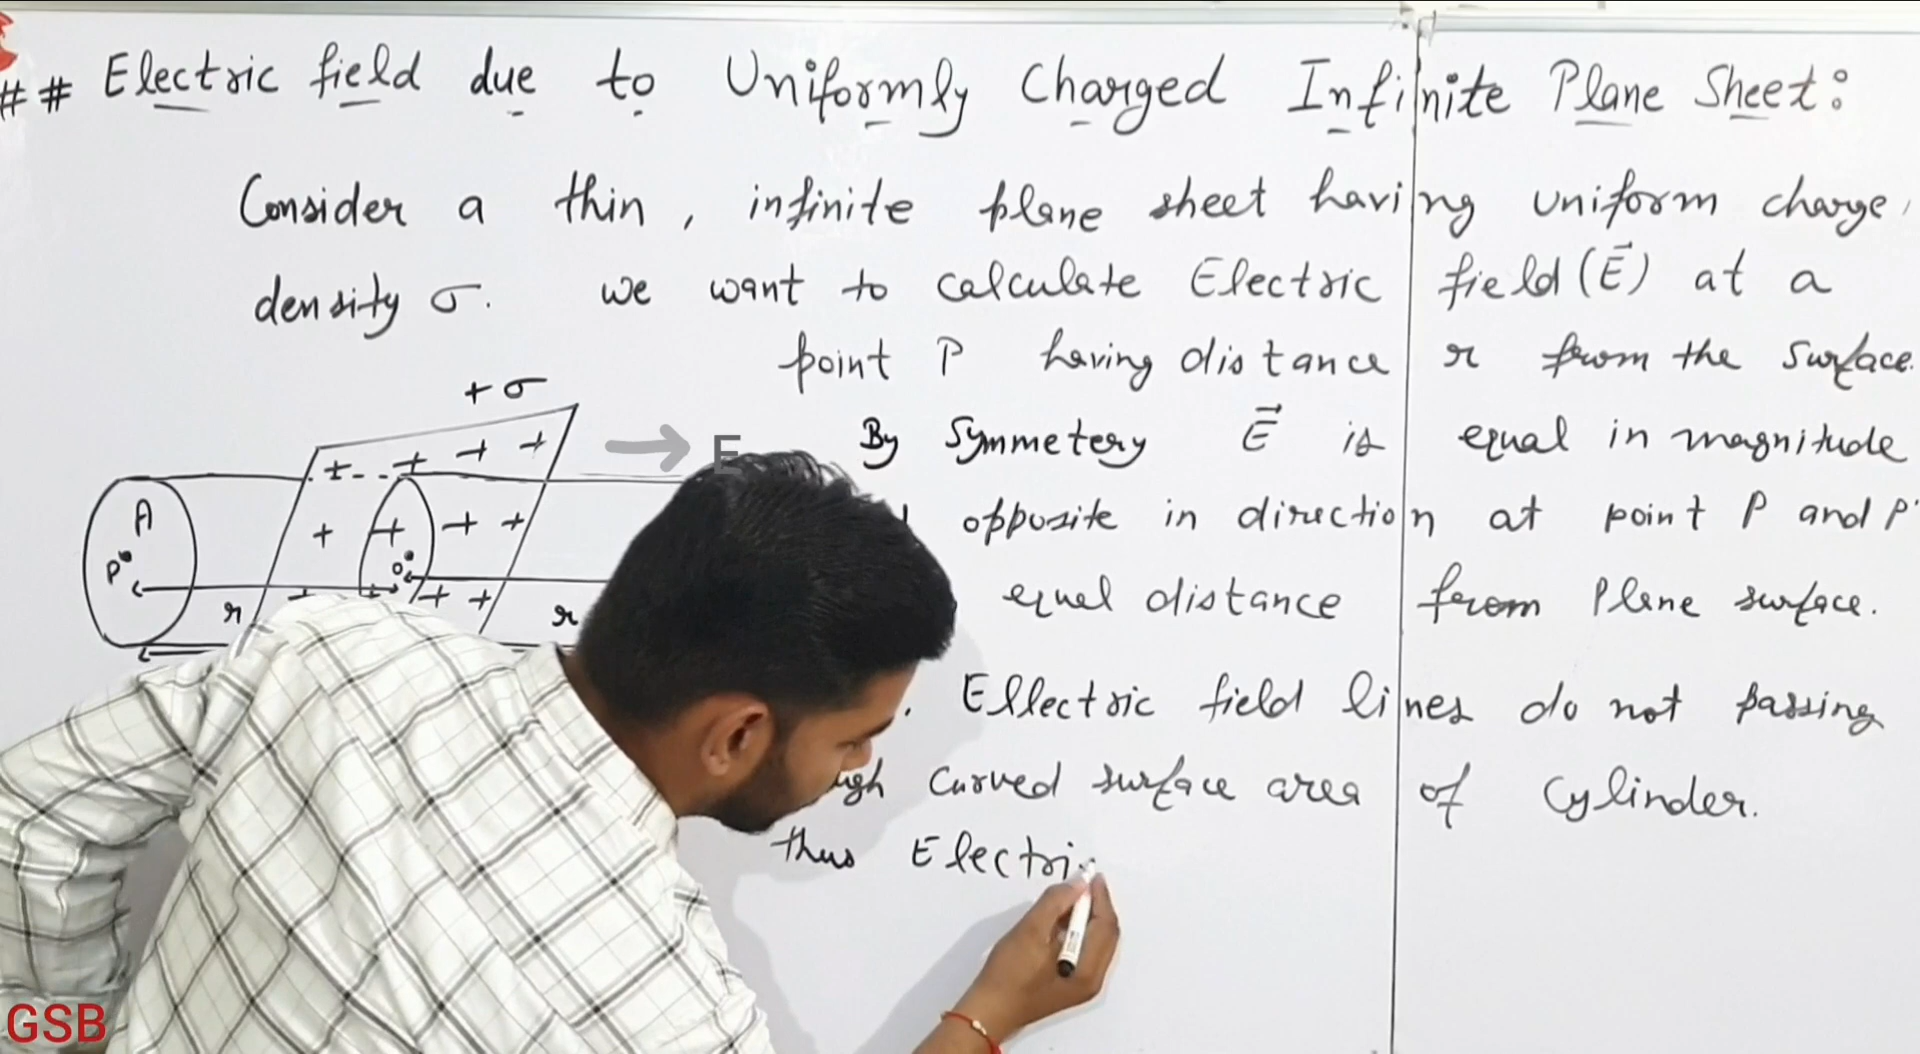 ## Electric field due to Uniformly Charged Infinite Plane Sheet:
Consider a thin, infinite plane sheet having uniform charge,
density σ. we want to calculate Electric field (E⃗) at a
point P having distance r from the surface.
+ σ
By Symmetery E⃗ is equal in magnitude
E
+ + + +
opposite in direction at point P and P'
A
+ + + +
P
O
equal distance from Plane surface.
+ + + +
r
r
Ellectric field lines do not passing
Curved surface area of cylinder.
thus Electri
GSB